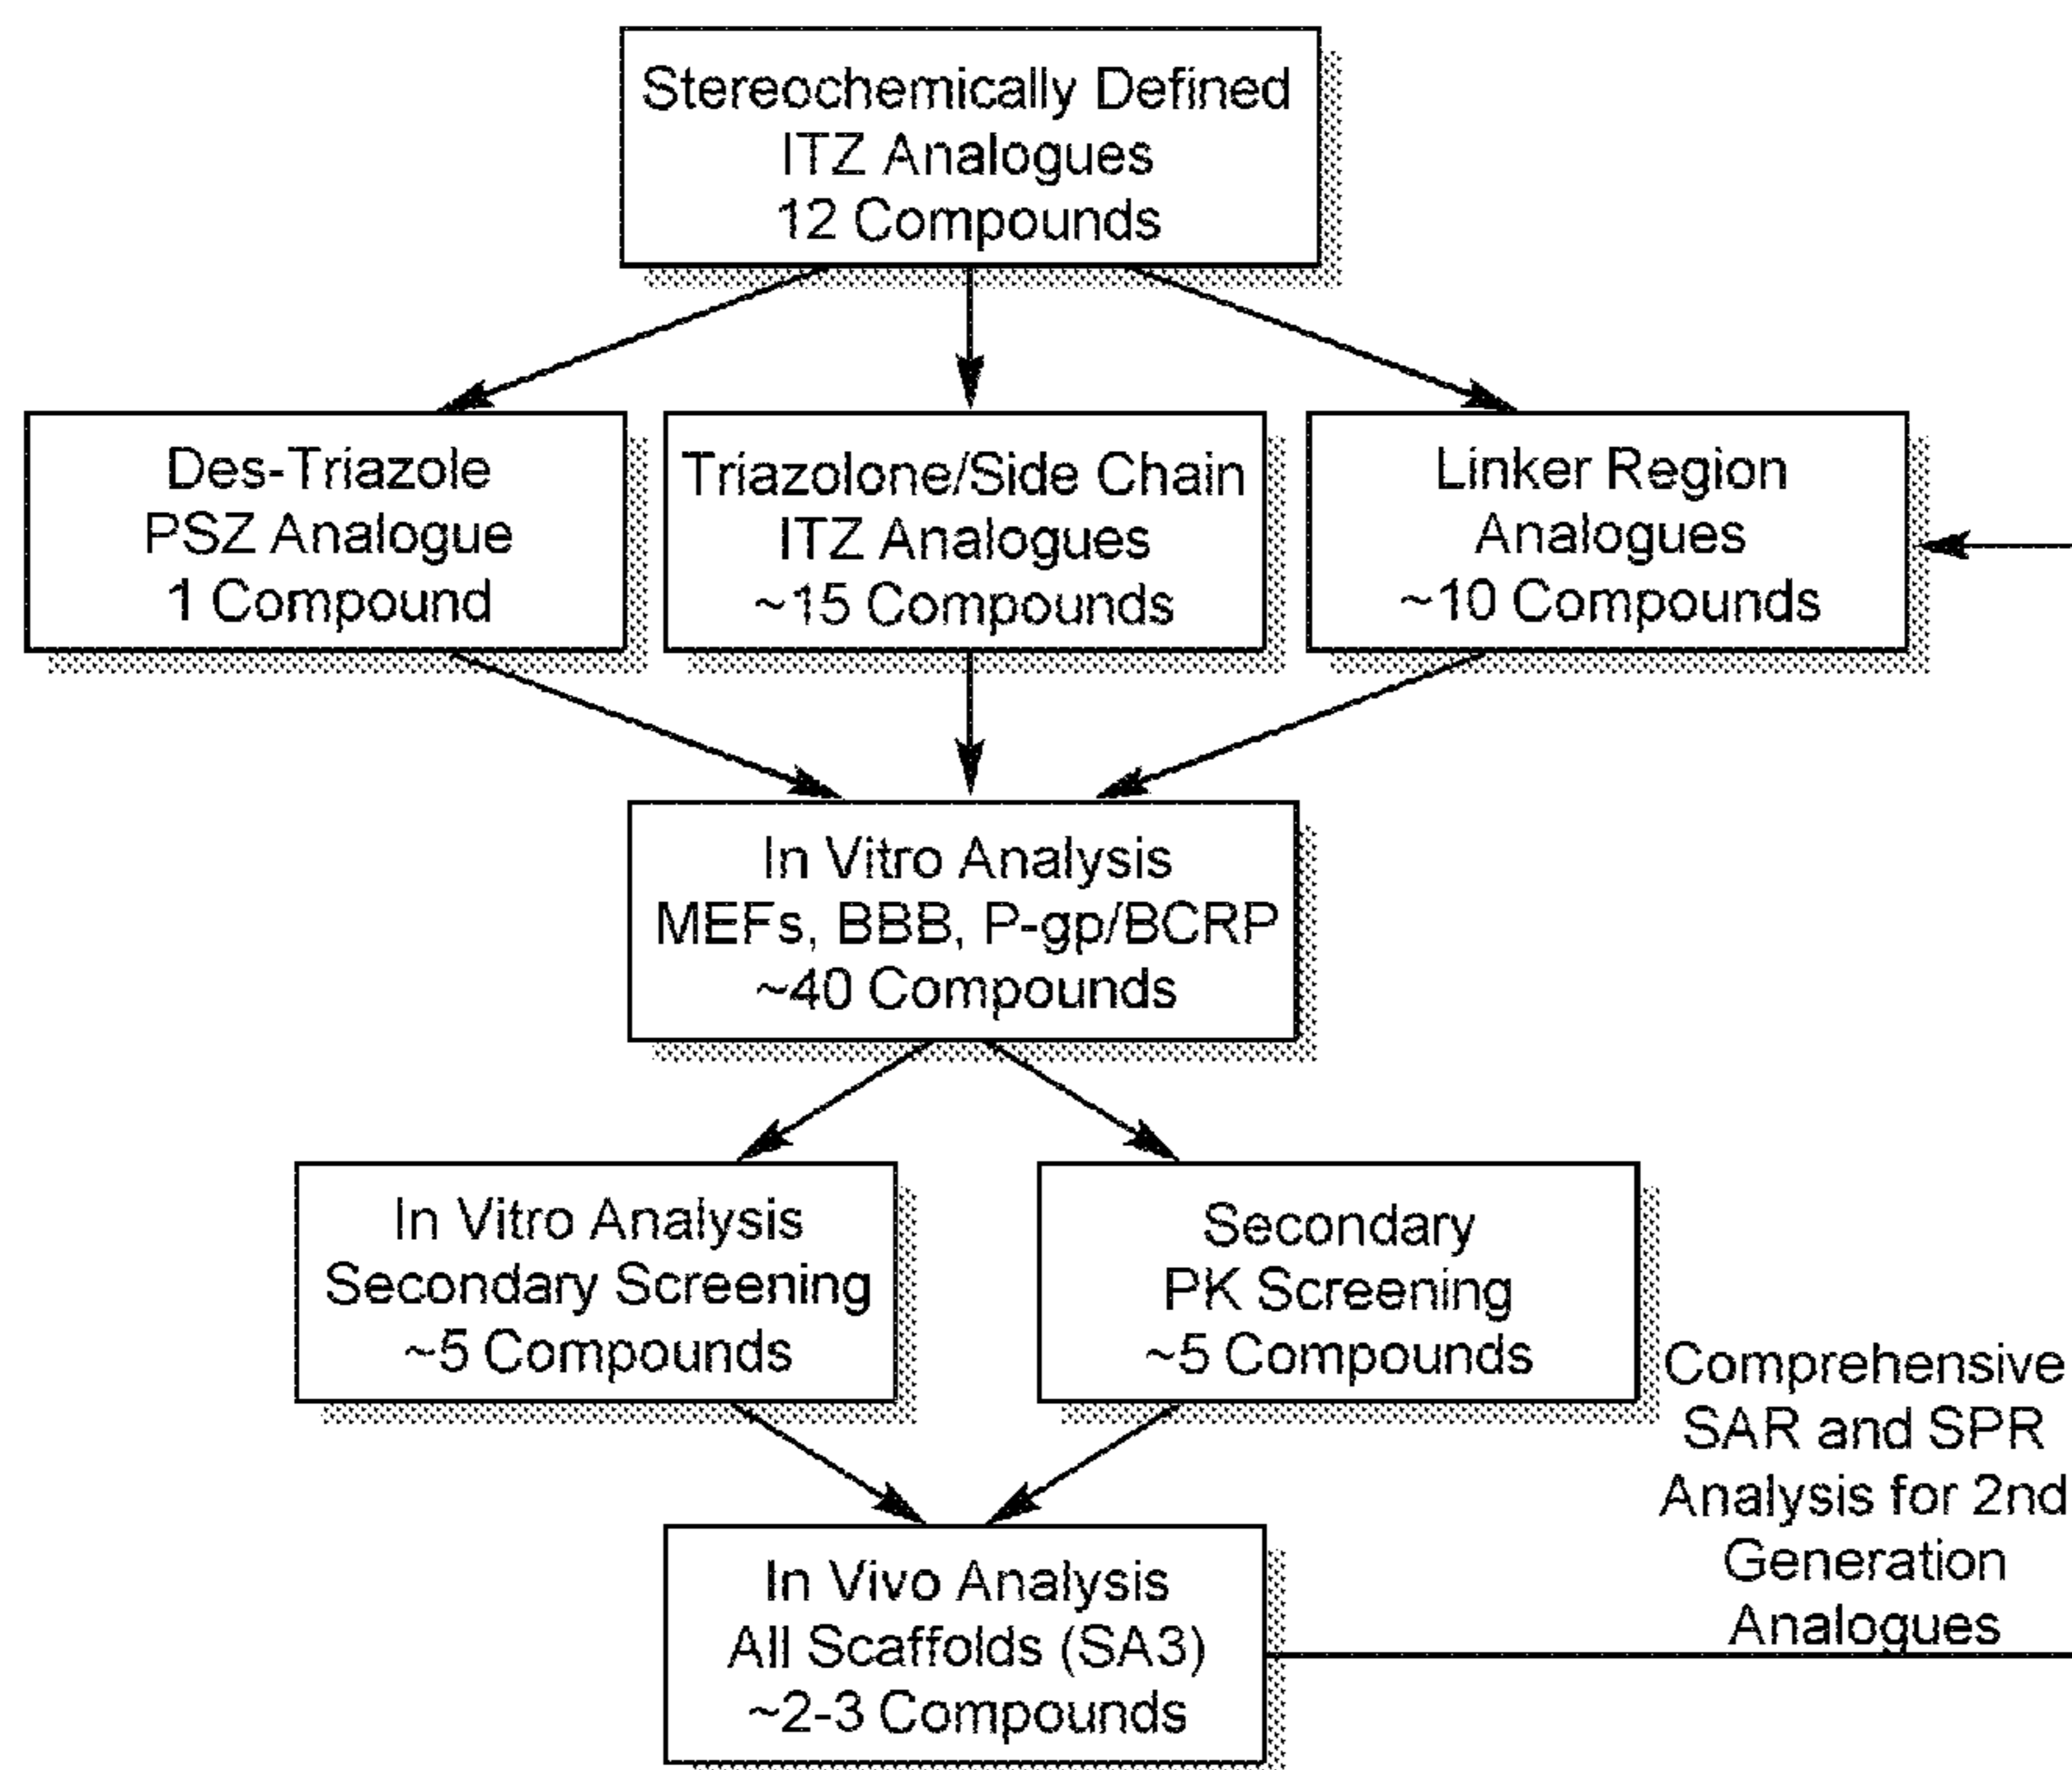 Stereochemically Defined
ITZ Analogues
12 Compounds
Des-Triazole
PSZ Analogue
1 Compound
Triazolone/Side Chain
ITZ Analogues
~15 Compounds
Linker Region
Analogues
~10 Compounds
In Vitro Analysis
MEFs, BBB, P-gp/BCRP
~40 Compounds
In Vitro Analysis
Secondary Screening
~5 Compounds
Secondary
PK Screening
~5 Compounds
Comprehensive
SAR and SPR
Analysis for 2nd
Generation
Analogues
In Vivo Analysis
All Scaffolds (SA3)
~2-3 Compounds